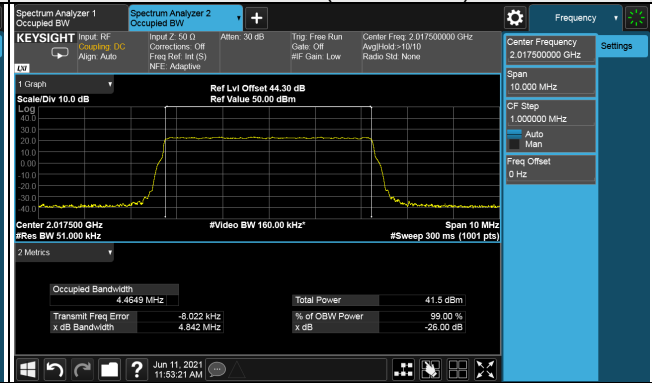 Spectrum Analyzer 1
Occupied BW
Spectrum Analyzer 2
Occupied BW
+
Frequency
KEYSIGHT
LXI
Input: RF
Coupling: DC
Align: Auto
Input Z: 50 Ω
Corrections: Off
Freq Ref: Int (S)
NFE: Adaptive
Atten: 30 dB
Trig: Free Run
Gate: Off
#IF Gain: Low
Center Freq: 2.017500000 GHz
Avg|Hold:>10/10
Radio Std: None
Center Frequency
2.017500000 GHz
Settings
Span
10.000 MHz
CF Step
1.000000 MHz
Auto
Man
Freq Offset
0 Hz
1 Graph
Scale/Div 10.0 dB
Ref Lvl Offset 44.30 dB
Ref Value 50.00 dBm
Log
40.0
30.0
20.0
10.0
0.00
-10.0
-20.0
-30.0
-40.0
Center 2.017500 GHz
#Res BW 51.000 kHz
#Video BW 160.00 kHz*
Span 10 MHz
#Sweep 300 ms (1001 pts)
2 Metrics
Occupied Bandwidth
4.4649 MHz
Total Power 41.5 dBm
Transmit Freq Error -8.022 kHz
% of OBW Power 99.00 %
x dB Bandwidth 4.842 MHz
x dB -26.00 dB
?
Jun 11, 2021
11:53:21 AM